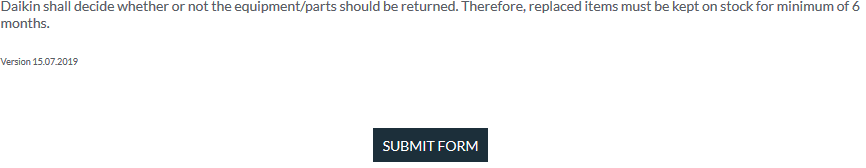 Daikin shall decide whether or not the equipment/parts should be returned. Therefore, replaced items must be kept on stock for minimum of 6
months.
Version 15.07.2019
SUBMIT FORM